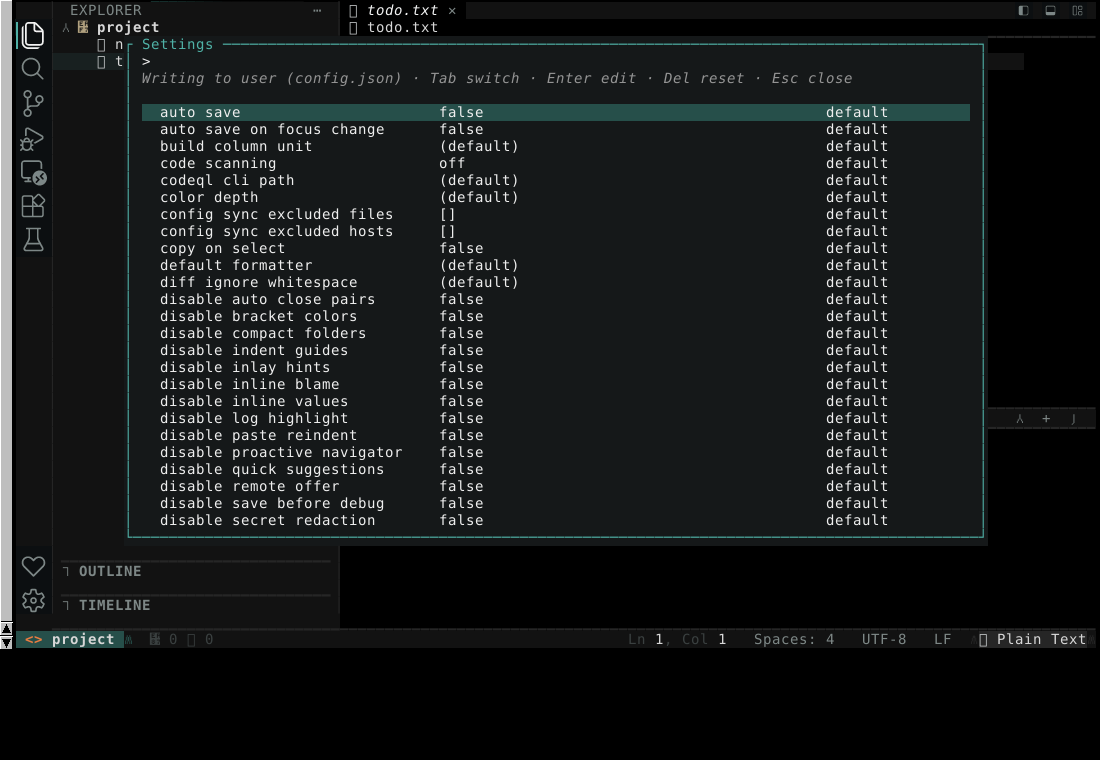 EXPLORER
todo.txt ×
project
todo.txt
n
Settings
t
>
Writing to user (config.json) · Tab switch · Enter edit · Del reset · Esc close
auto save false default
auto save on focus change false default
build column unit (default) default
code scanning off default
codeql cli path (default) default
color depth (default) default
config sync excluded files [] default
config sync excluded hosts [] default
copy on select false default
default formatter (default) default
diff ignore whitespace (default) default
disable auto close pairs false default
disable bracket colors false default
disable compact folders false default
disable indent guides false default
disable inlay hints false default
disable inline blame false default
disable inline values false default
disable log highlight false default
disable paste reindent false default
disable proactive navigator false default
disable quick suggestions false default
disable remote offer false default
disable save before debug false default
disable secret redaction false default
OUTLINE
TIMELINE
<> project 0 0 Ln 1, Col 1 Spaces: 4 UTF-8 LF Plain Text